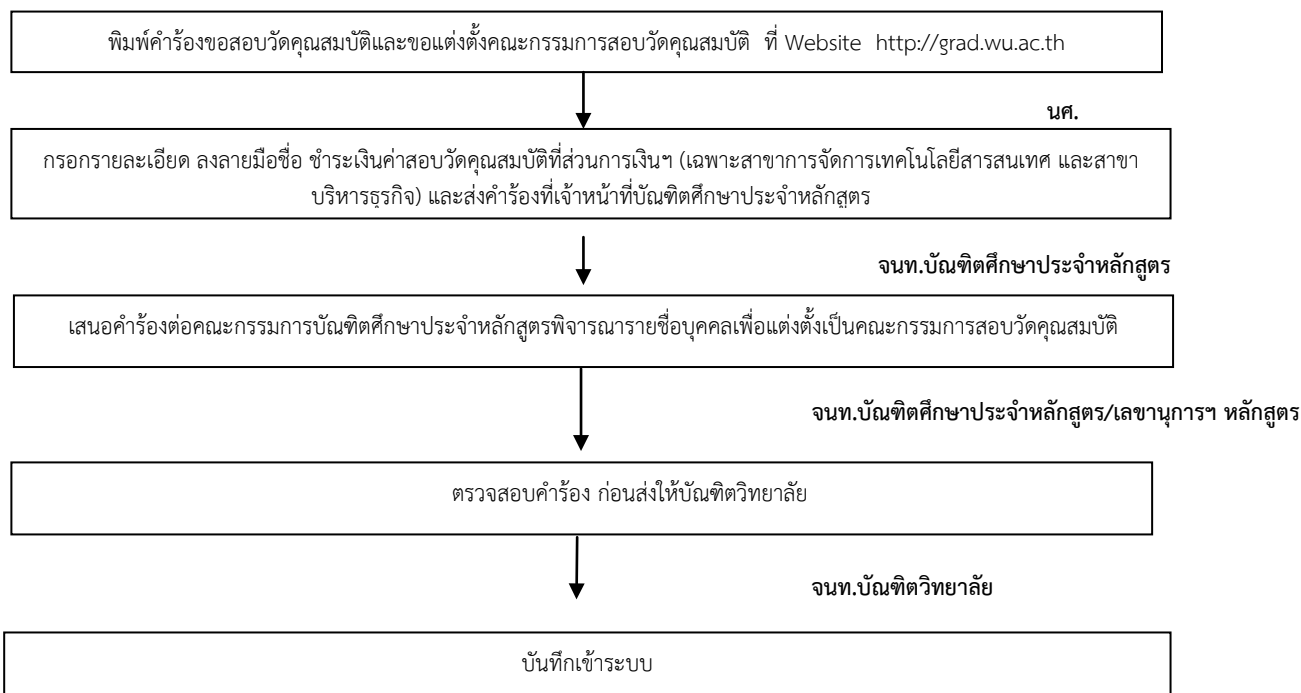 พิมพ์คำร้องขอสอบวัดคุณสมบัติและขอแต่งตั้งคณะกรรมการสอบวัดคุณสมบัติ ที่ Website http://grad.wu.ac.th
นศ.
กรอกรายละเอียด ลงลายมือชื่อ ชำระเงินค่าสอบวัดคุณสมบัติที่ส่วนการเงินฯ (เฉพาะสาขาการจัดการเทคโนโลยีสารสนเทศ และสาขา
บริหารธุรกิจ) และส่งคำร้องที่เจ้าหน้าที่บัณฑิตศึกษาประจำหลักสูตร
จนท.บัณฑิตศึกษาประจำหลักสูตร
เสนอคำร้องต่อคณะกรรมการบัณฑิตศึกษาประจำหลักสูตรพิจารณารายชื่อบุคคลเพื่อแต่งตั้งเป็นคณะกรรมการสอบวัดคุณสมบัติ
จนท.บัณฑิตศึกษาประจำหลักสูตร/เลขานุการฯ หลักสูตร
ตรวจสอบคำร้อง ก่อนส่งให้บัณฑิตวิทยาลัย
จนท.บัณฑิตวิทยาลัย
บันทึกเข้าระบบ